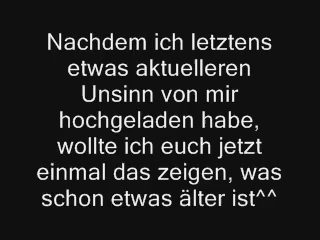 Nachdem ich letztens
etwas aktuelleren
Unsinn von mir
hochgeladen habe,
wollte ich euch jetzt
einmal das zeigen, was
schon etwas älter ist^^